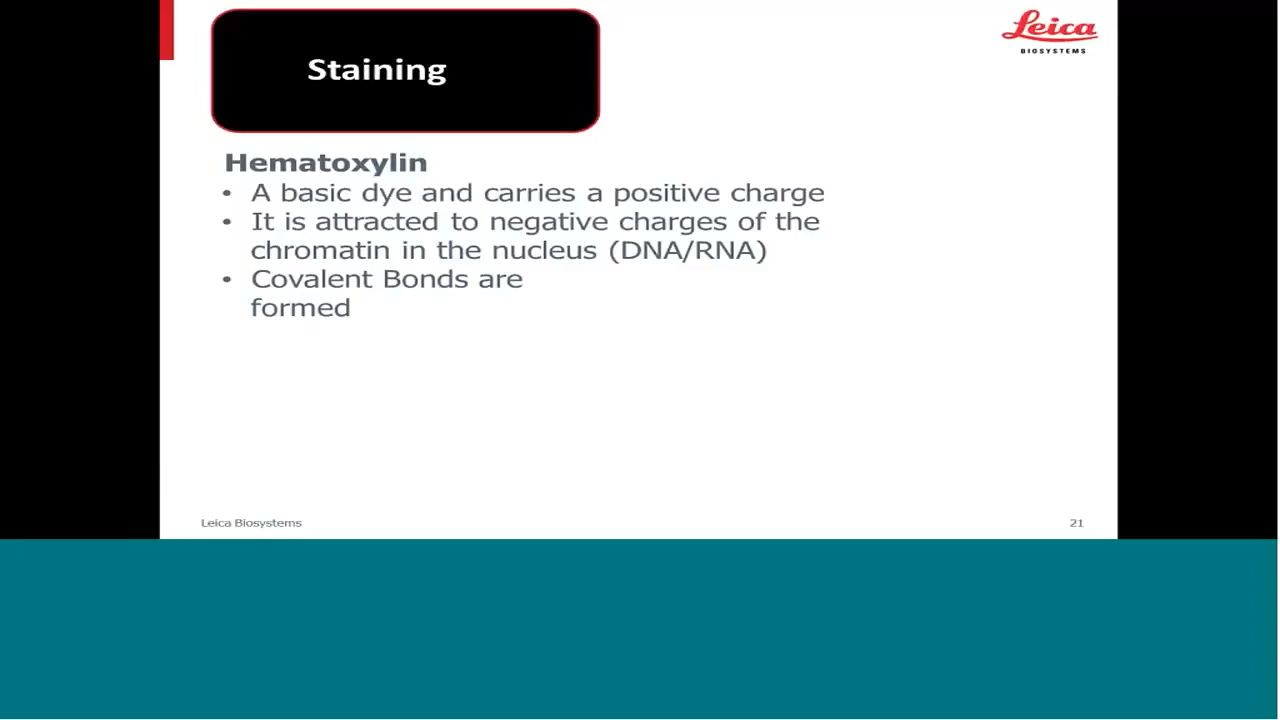 Staining
Leica
BIOSYSTEMS
Hematoxylin
• A basic dye and carries a positive charge
• It is attracted to negative charges of the
chromatin in the nucleus (DNA/RNA)
• Covalent Bonds are
formed
Leica Biosystems
21